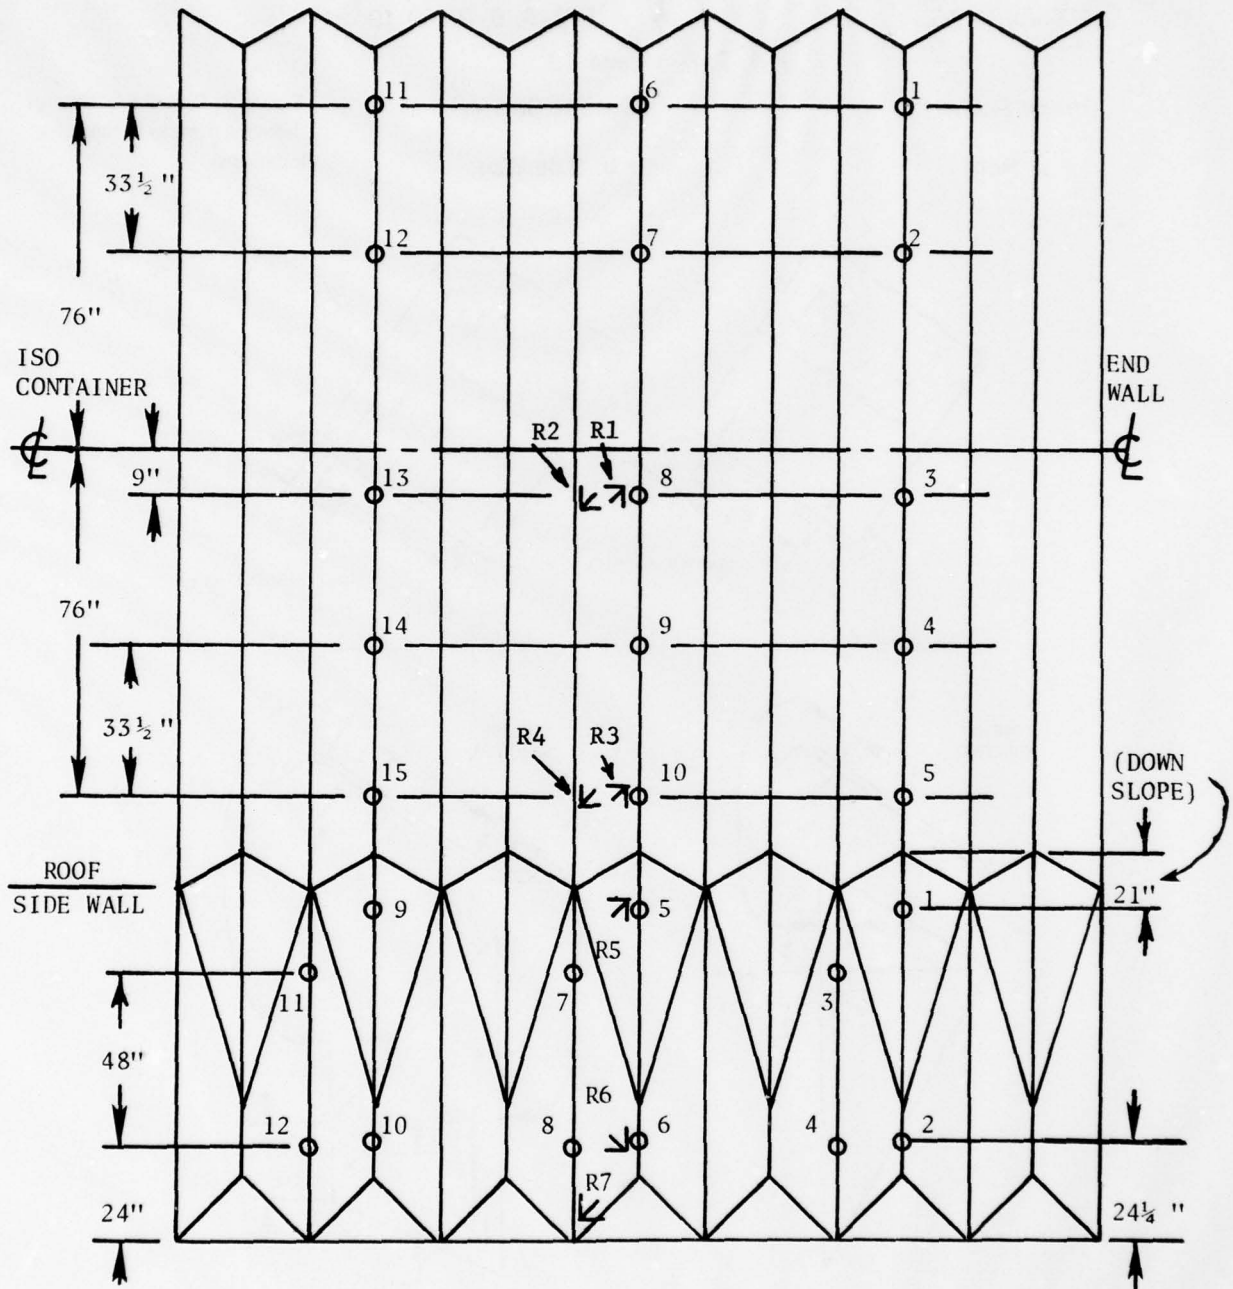 11 6 1
33½"
12 7 2
76"
ISO
CONTAINER
END
WALL
R2 R1
9"
13 8 3
76"
14 9 4
33½"
R4 R3
(DOWN
SLOPE)
15 10 5
ROOF
SIDE WALL
9 5 1
21"
R5
11 7 3
48"
R6
12 10 8 6 4 2
R7
24"
24¼"